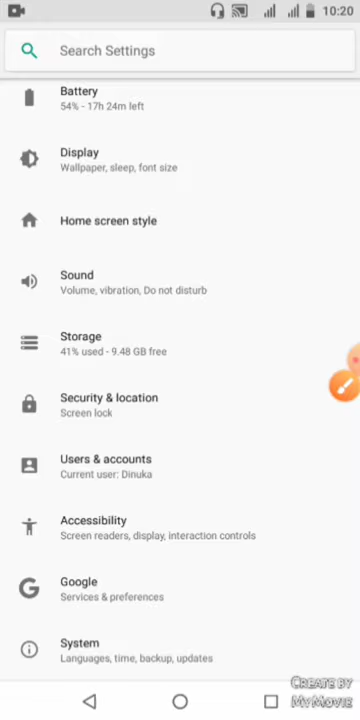 10:20
Search Settings
Battery
54% - 17h 24m left
Display
Wallpaper, sleep, font size
Home screen style
Sound
Volume, vibration, Do not disturb
Storage
41% used - 9.48 GB free
Security & location
Screen lock
Users & accounts
Current user: Dinuka
Accessibility
Screen readers, display, interaction controls
Google
Services & preferences
System
Languages, time, backup, updates
CREATE BY
MYMOVIE